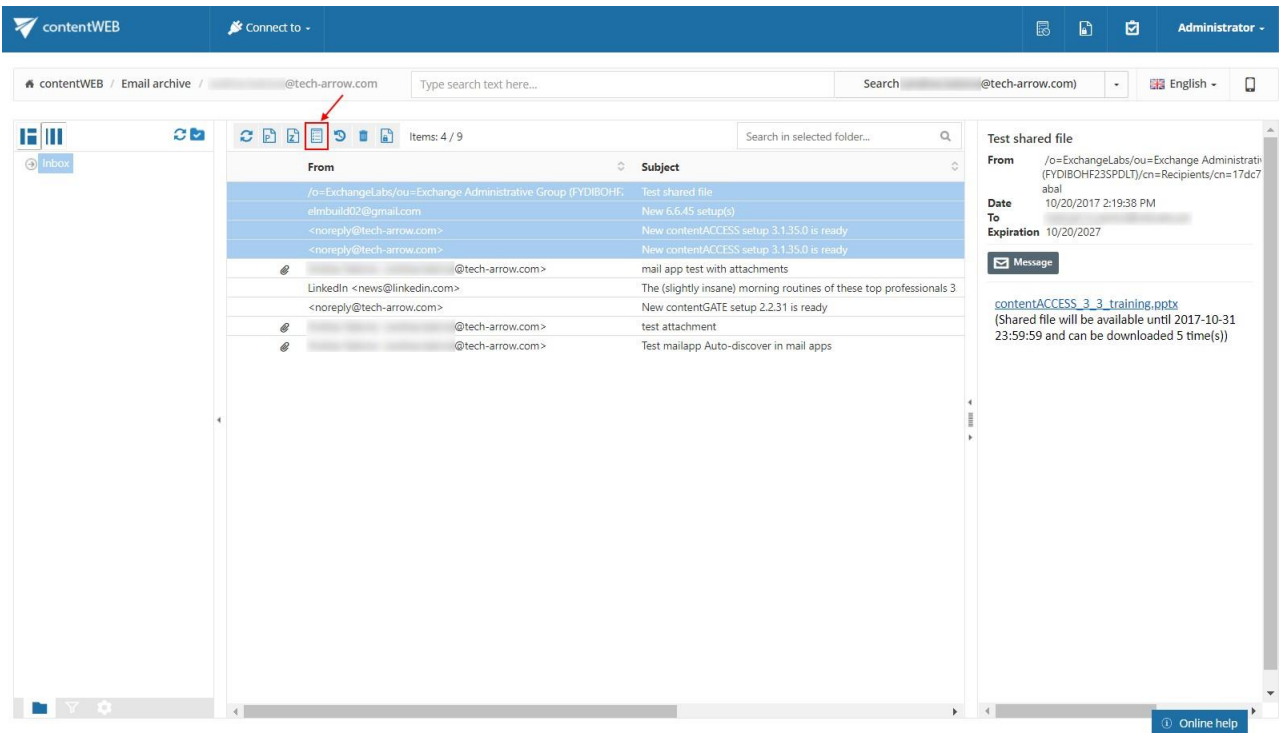 contentWEB Connect to Administrator
contentWEB / Email archive / @tech-arrow.com Type search text here... Search @tech-arrow.com) English
Items: 4 / 9 Search in selected folder...
Inbox
From Subject
/o=ExchangeLabs/ou=Exchange Administrative Group (FYDIBOHF: Test shared file
elmbuild02@gmail.com New 6.6.45 setup(s)
<noreply@tech-arrow.com> New contentACCESS setup 3.1.35.0 is ready
<noreply@tech-arrow.com> New contentACCESS setup 3.1.35.0 is ready
@tech-arrow.com> mail app test with attachments
LinkedIn <news@linkedin.com> The (slightly insane) morning routines of these top professionals 3
<noreply@tech-arrow.com> New contentGATE setup 2.2.31 is ready
@tech-arrow.com> test attachment
@tech-arrow.com> Test mailapp Auto-discover in mail apps
Test shared file
From /o=ExchangeLabs/ou=Exchange Administrati
(FYDIBOHF23SPDLT)/cn=Recipients/cn=17dc7
abal
Date 10/20/2017 2:19:38 PM
To
Expiration 10/20/2027
Message
contentACCESS_3_3_training.pptx
(Shared file will be available until 2017-10-31
23:59:59 and can be downloaded 5 time(s))
Online help